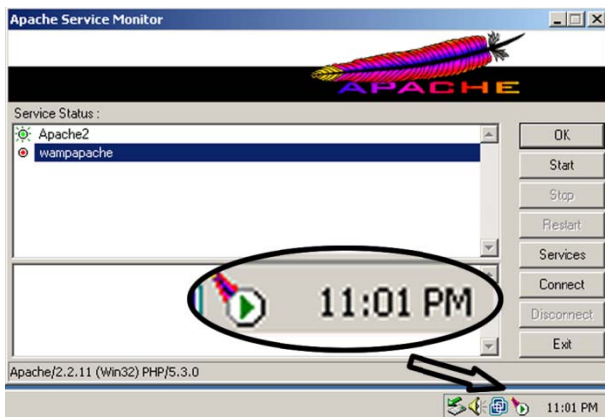 Apache Service Monitor
APACHE
Service Status :
Apache2
wampapache
OK
Start
Stop
Restart
Services
Connect
Disconnect
Exit
11:01 PM
Apache/2.2.11 (Win32) PHP/5.3.0
11:01 PM